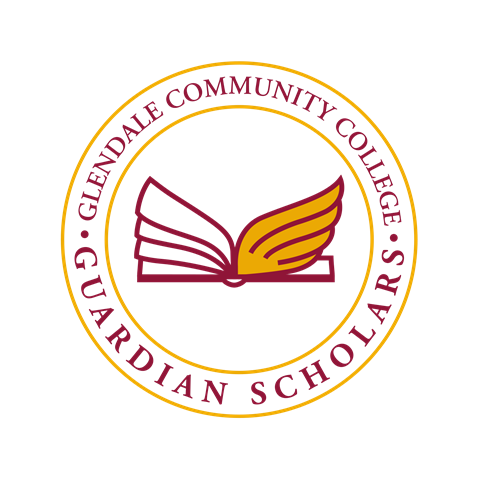 • GLENDALE COMMUNITY COLLEGE •
GUARDIAN SCHOLARS